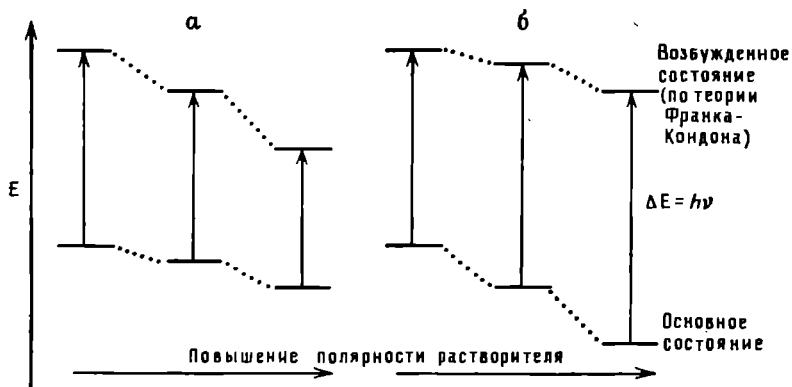 а
б
Возбужденное
состояние
(по теории
Франка-
Кондона)
E
ΔE = hν
Основное
состояние
Повышение полярности растворителя